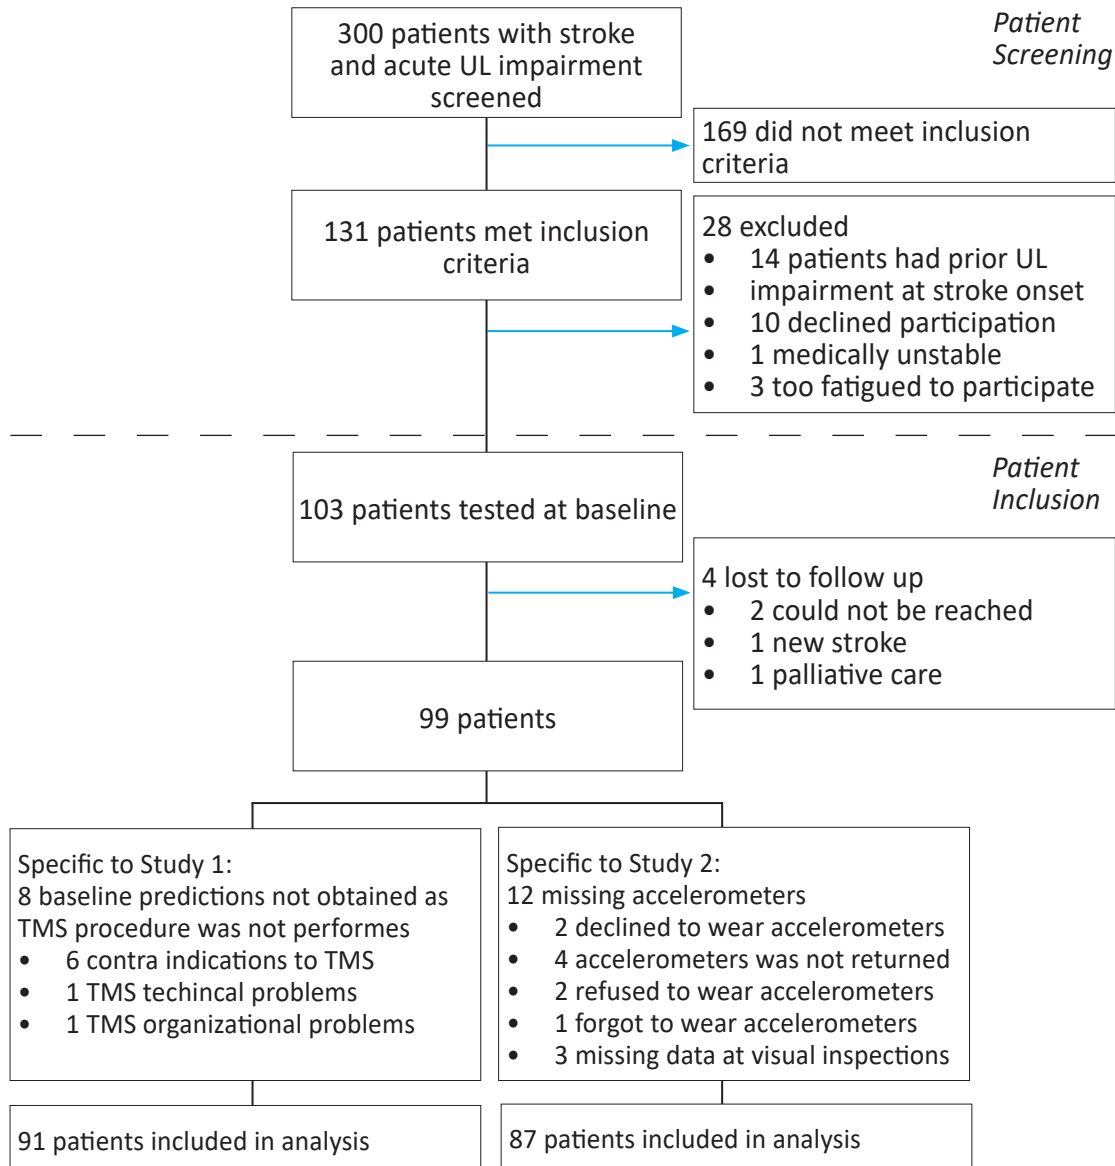 300 patients with stroke
and acute UL impairment
screened
Patient
Screening
169 did not meet inclusion
criteria
131 patients met inclusion
criteria
28 excluded
• 14 patients had prior UL
• impairment at stroke onset
• 10 declined participation
• 1 medically unstable
• 3 too fatigued to participate
Patient
Inclusion
103 patients tested at baseline
4 lost to follow up
• 2 could not be reached
• 1 new stroke
• 1 palliative care
99 patients
Specific to Study 1:
8 baseline predictions not obtained as
TMS procedure was not performes
• 6 contra indications to TMS
• 1 TMS techincal problems
• 1 TMS organizational problems
Specific to Study 2:
12 missing accelerometers
• 2 declined to wear accelerometers
• 4 accelerometers was not returned
• 2 refused to wear accelerometers
• 1 forgot to wear accelerometers
• 3 missing data at visual inspections
91 patients included in analysis
87 patients included in analysis